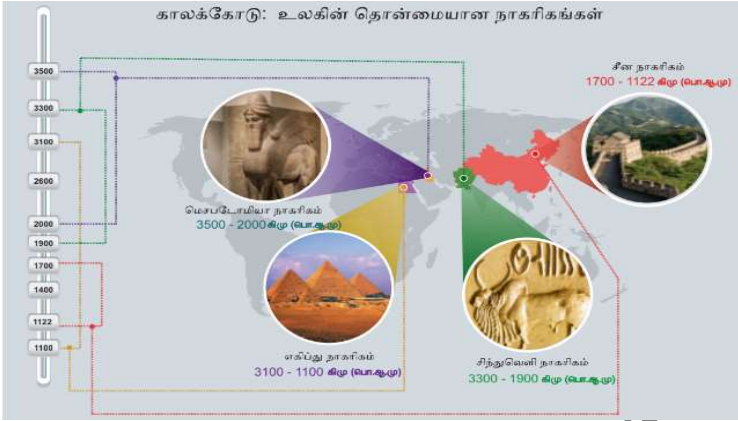 காலக்கோடு: உலகின் தொன்மையான நாகரிகங்கள்
3500
3300
3100
2600
2000
1900
1700
1400
1122
1100
சீன நாகரிகம்
1700 - 1122 கிமு (பொ.ஆ.மு)
மெசபடோமியா நாகரிகம்
3500 - 2000 கிமு (பொ.ஆ.மு)
எகிப்து நாகரிகம்
3100 - 1100 கிமு (பொ.ஆ.மு)
சிந்துவெளி நாகரிகம்
3300 - 1900 கிமு (பொ.ஆ.மு)